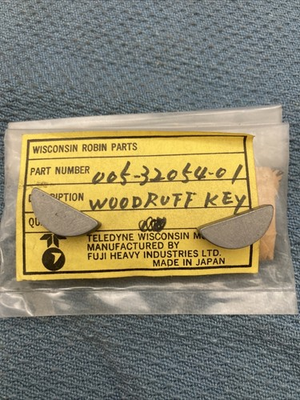 WISCONSIN ROBIN PARTS
PART NUMBER 005-32054-01
WOODRUFF KEY
TELEDYNE WISCONSIN
MANUFACTURED BY
FUJI HEAVY INDUSTRIES LTD.
MADE IN JAPAN